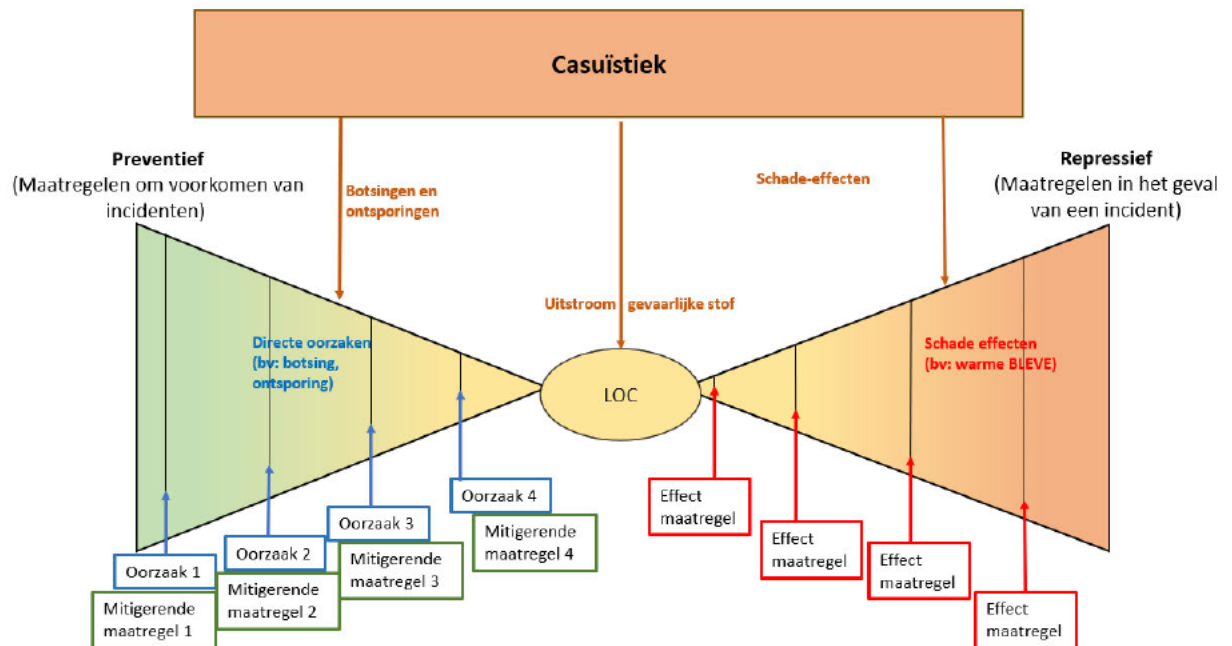 Casuïstiek
Preventief
(Maatregelen om voorkomen van
incidenten)
Botsingen en
ontsporingen
Schade-effecten
Repressief
(Maatregelen in het geval
van een incident)
Uitstroom gevaarlijke stof
Directe oorzaken
(bv: botsing,
ontsporing)
LOC
Schade effecten
(bv: warme BLEVE)
Oorzaak 1
Mitigerende
maatregel 1
Oorzaak 2
Mitigerende
maatregel 2
Oorzaak 3
Mitigerende
maatregel 3
Oorzaak 4
Mitigerende
maatregel 4
Effect
maatregel
Effect
maatregel
Effect
maatregel
Effect
maatregel